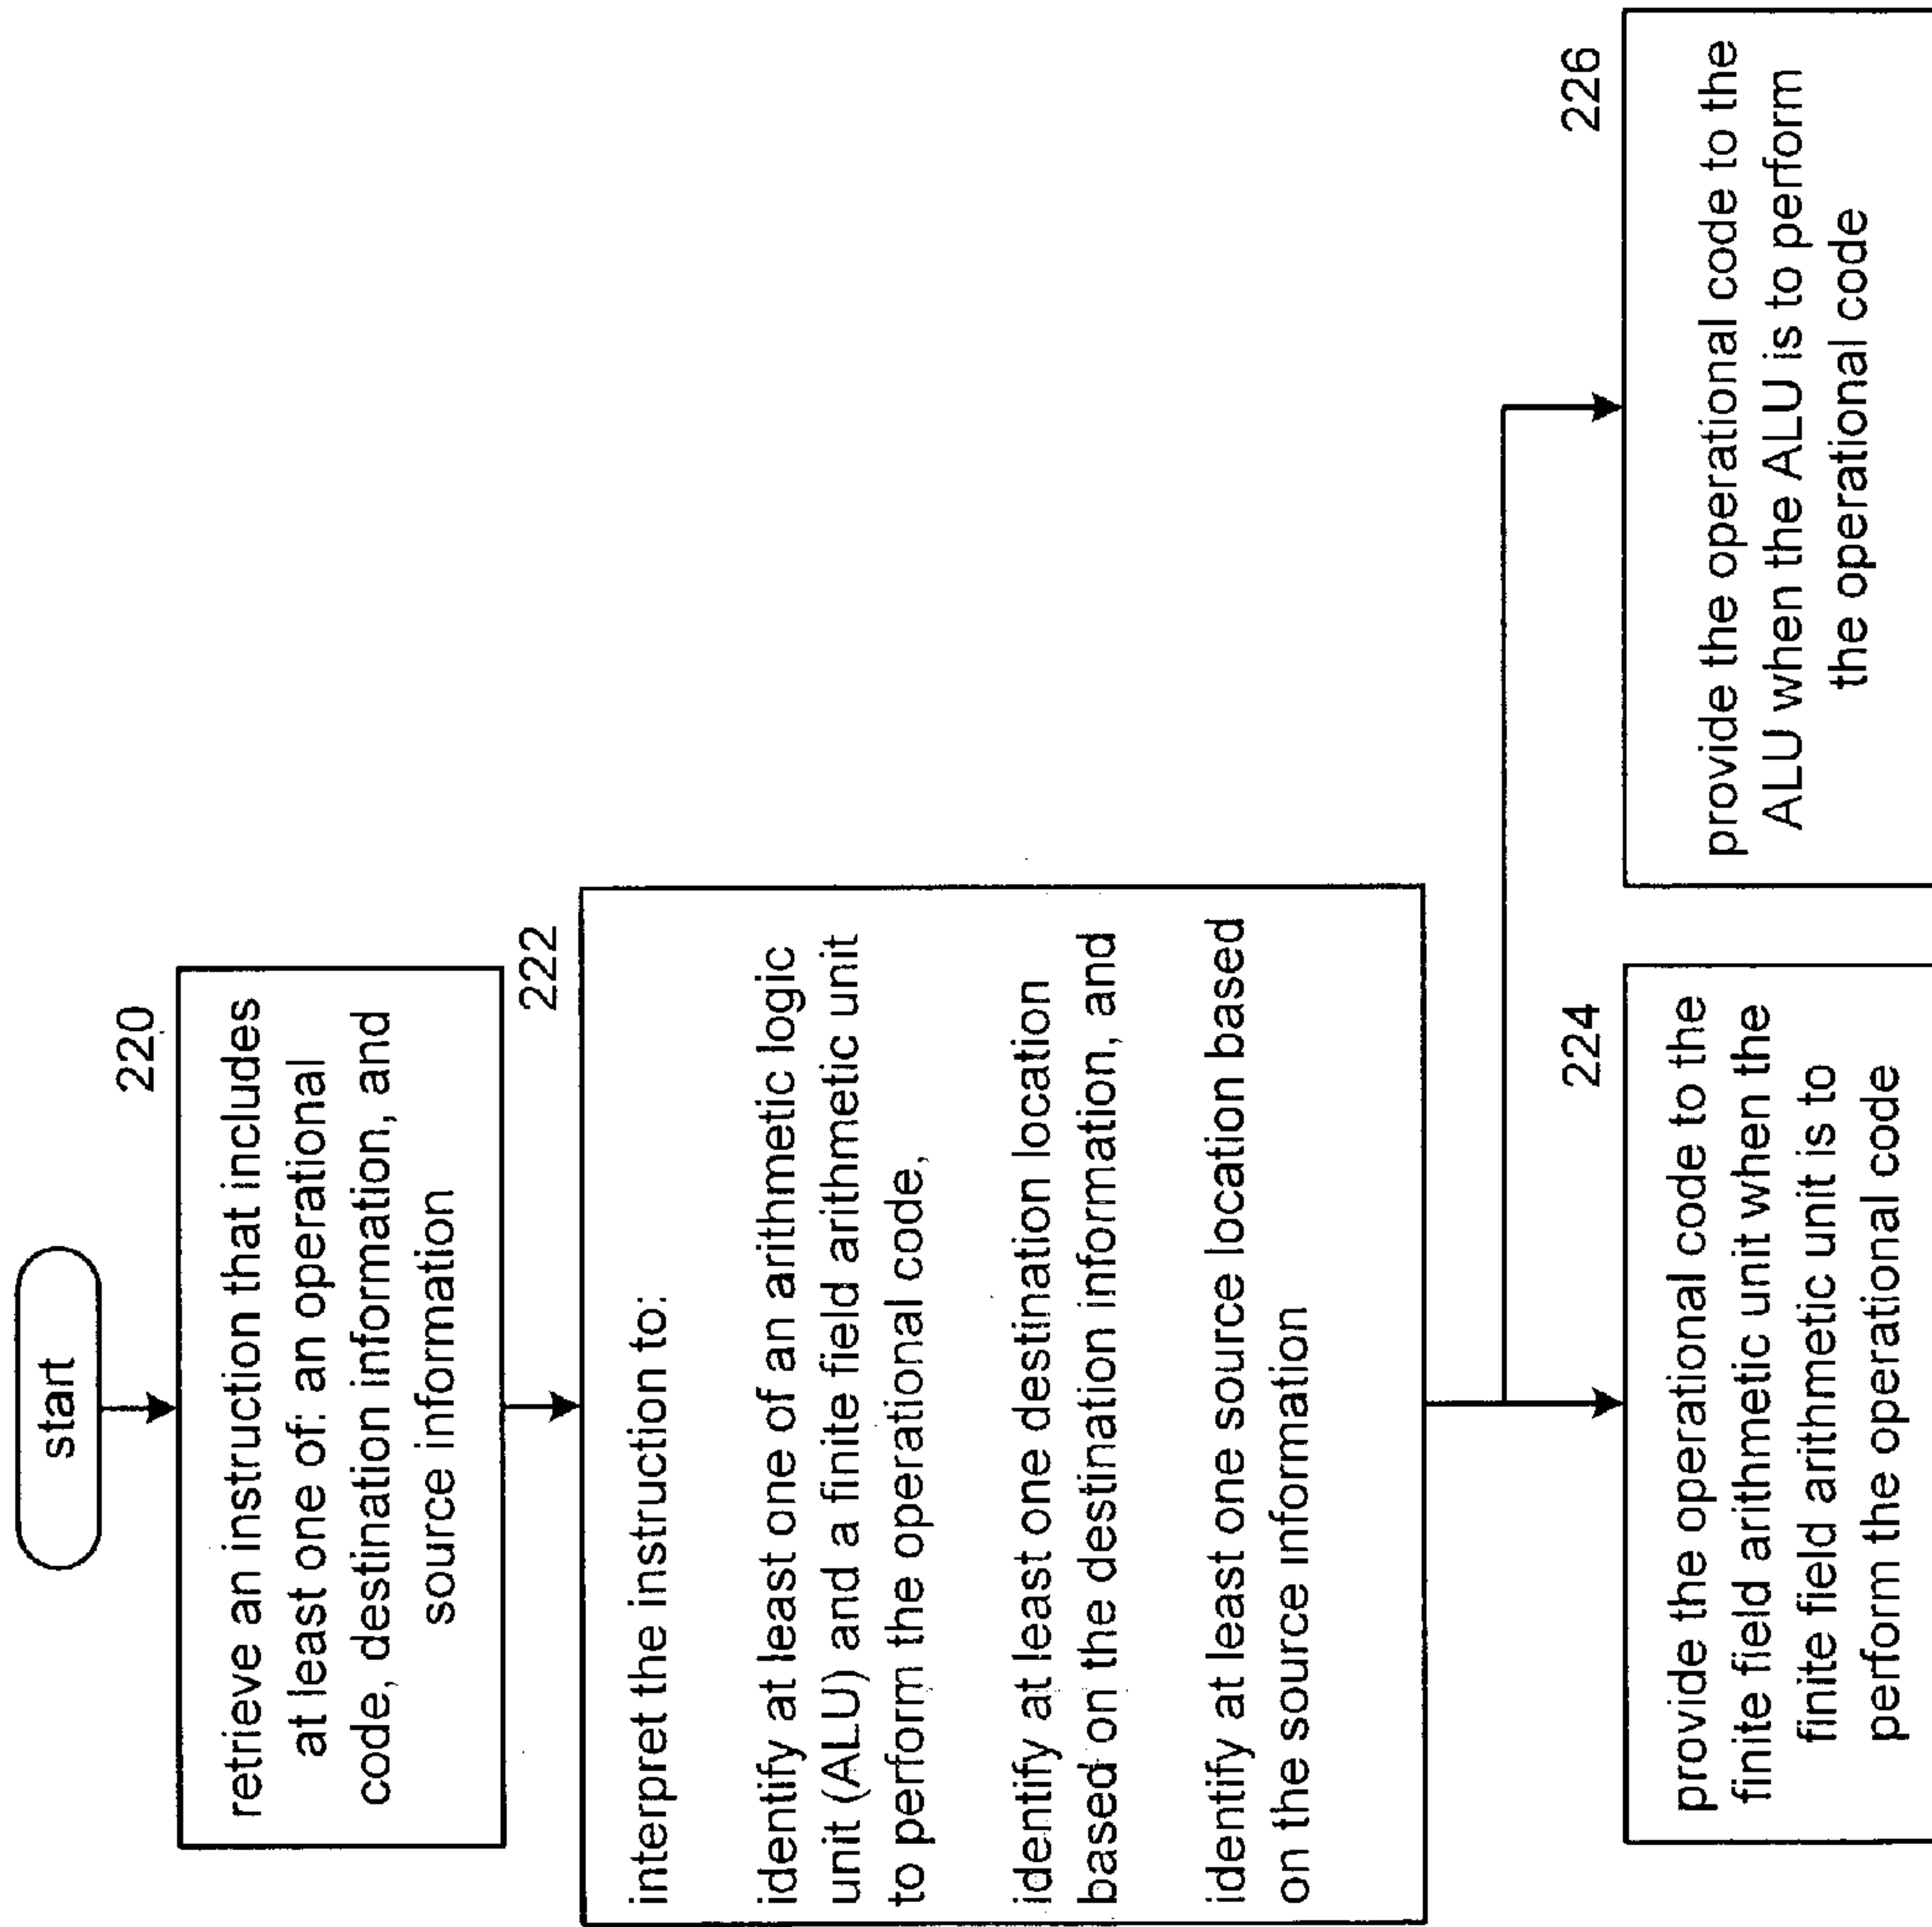 start
220
retrieve an instruction that includes
at least one of: an operational
code, destination information, and
source information
222
interpret the instruction to:
identify at least one of an arithmetic logic
unit (ALU) and a finite field arithmetic unit
to perform the operational code,
identify at least one destination location
based on the destination information, and
identify at least one source location based
on the source information
224
provide the operational code to the
finite field arithmetic unit when the
finite field arithmetic unit is to
perform the operational code
226
provide the operational code to the
ALU when the ALU is to perform
the operational code